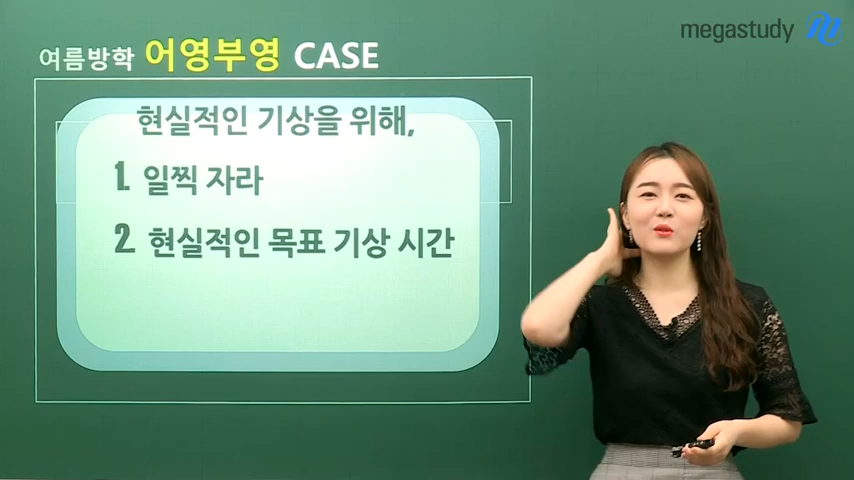 megastudy
여름방학 어영부영 CASE
현실적인 기상을 위해,
1. 일찍 자라
2. 현실적인 목표 기상 시간